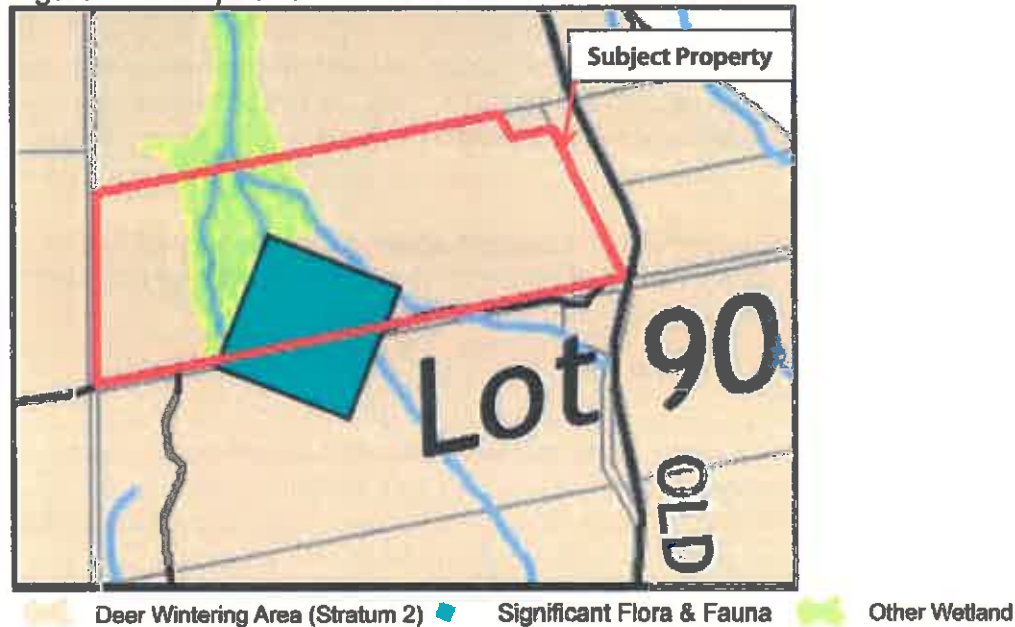 Subject Property
Lot 90
OLD
Deer Wintering Area (Stratum 2) Significant Flora & Fauna Other Wetland